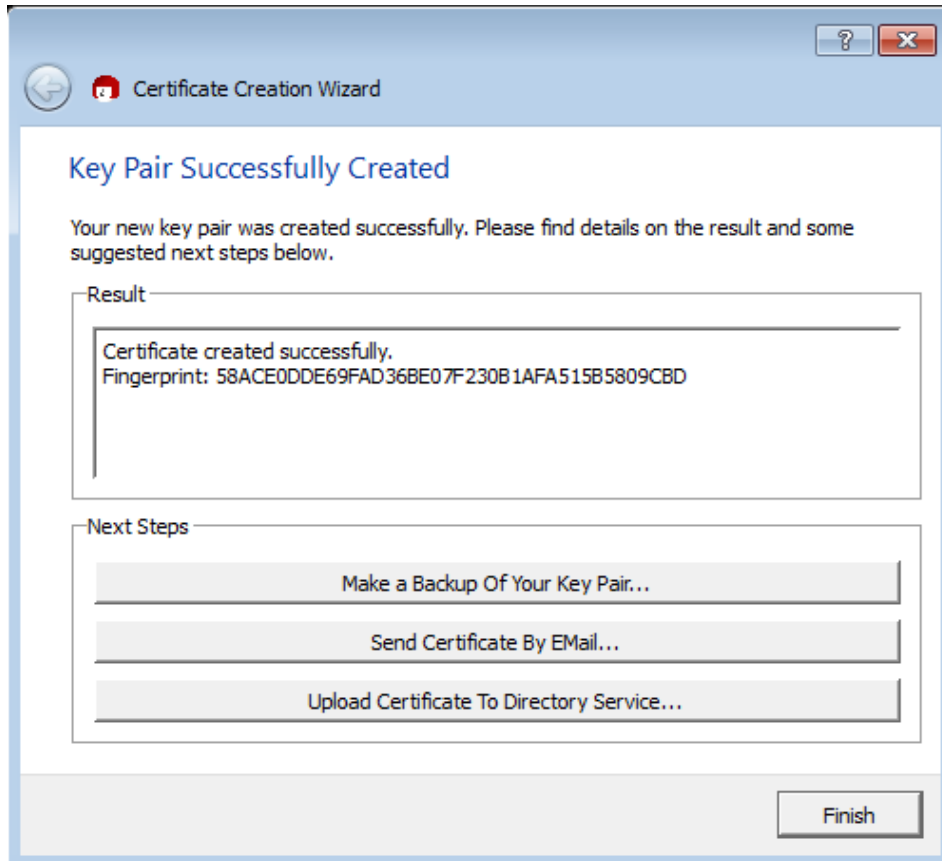 Certificate Creation Wizard
Key Pair Successfully Created
Your new key pair was created successfully. Please find details on the result and some
suggested next steps below.
Result
Certificate created successfully.
Fingerprint: 58ACE0DDE69FAD36BE07F230B1AFA515B5809CBD
Next Steps
Make a Backup Of Your Key Pair...
Send Certificate By EMail...
Upload Certificate To Directory Service...
Finish